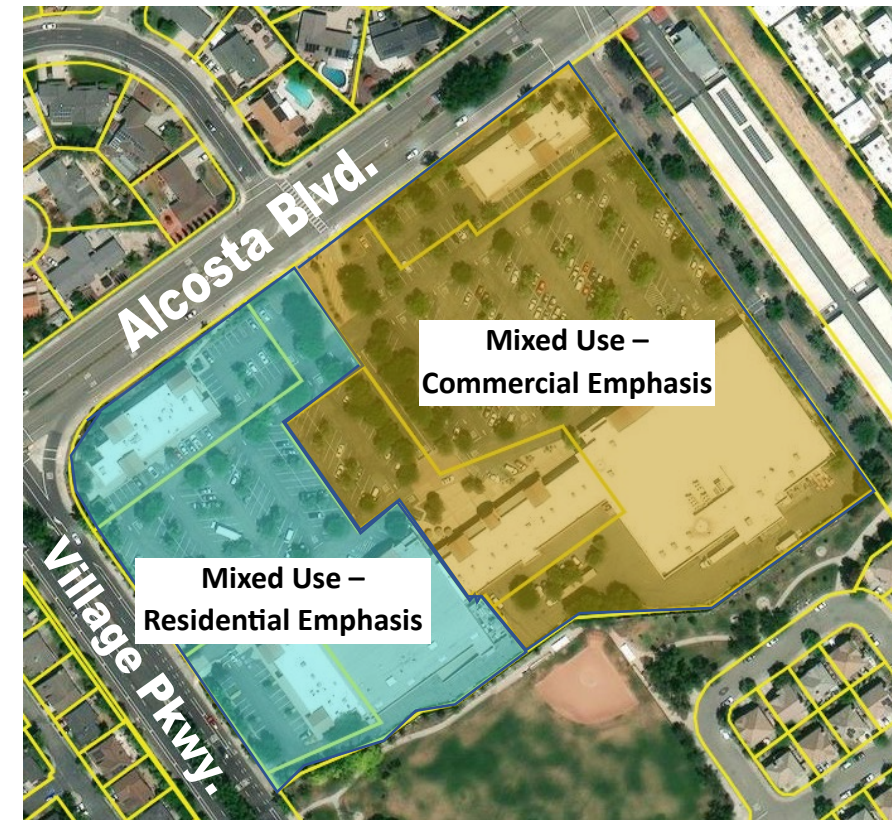 Alcosta Blvd.
Mixed Use –
Commercial Emphasis
Mixed Use –
Residential Emphasis
Village Pkwy.